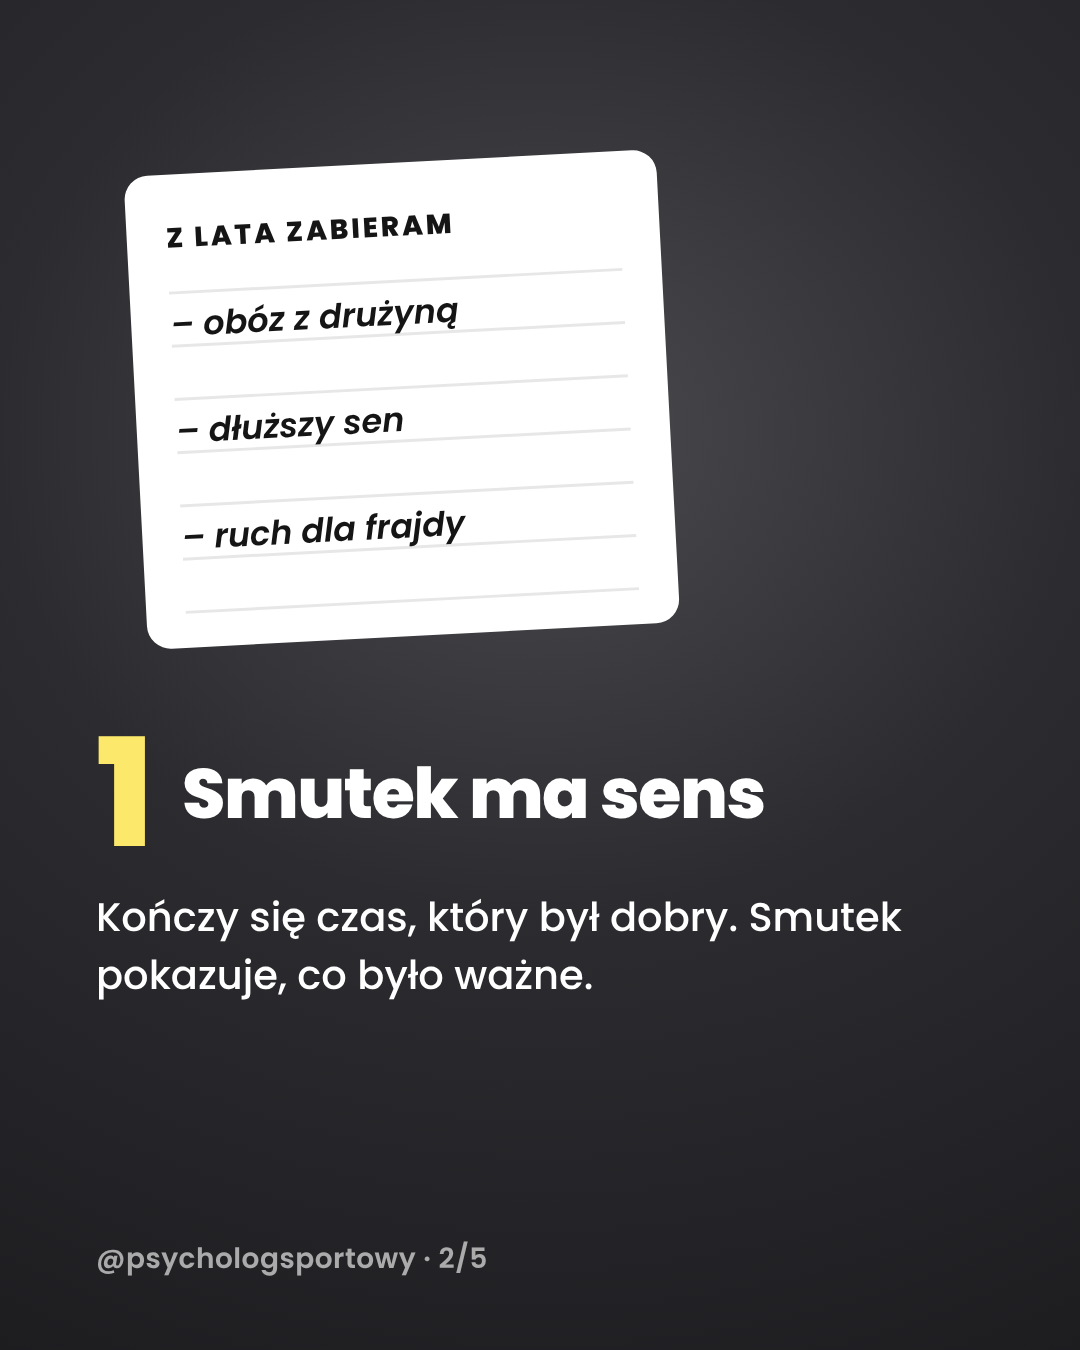 Z LATA ZABIERAM
– obóz z drużyną
– dłuższy sen
– ruch dla frajdy
1 Smutek ma sens
Kończy się czas, który był dobry. Smutek
pokazuje, co było ważne.
@psychologsportowy · 2/5